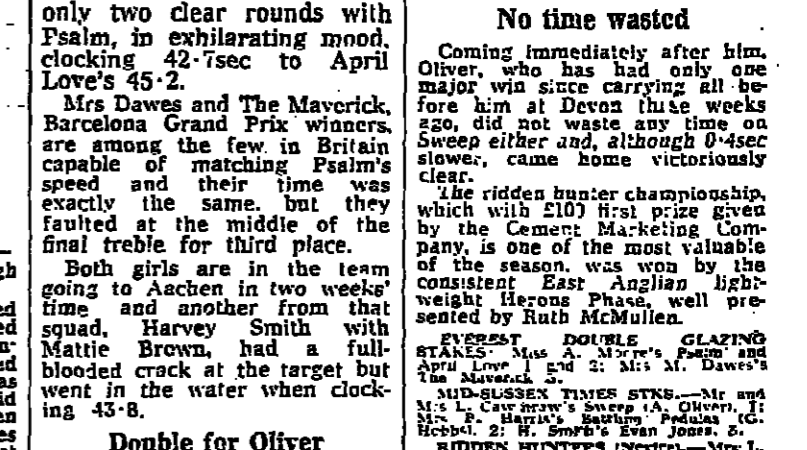 only two clear rounds with
Psalm, in exhilarating mood,
clocking 42·7sec to April
Love's 45·2.
Mrs Dawes and The Maverick,
Barcelona Grand Prix winners,
are among the few in Britain
capable of matching Psalm's
speed and their time was
exactly the same. but they
faulted at the middle of the
final treble for third place.
Both girls are in the team
going to Aachen in two weeks'
time and another from that
squad, Harvey Smith with
Mattie Brown, had a full-
blooded crack at the target but
went in the water when clock-
ing 43·8.
Double for Oliver
No time wasted
Coming immediately after him,
Oliver, who has had only one
major win since carrying all be-
fore him at Devon three weeks
ago, did not waste any time on
Sweep either and, although 0·4sec
slower, came home victoriously
clear.
The ridden hunter championship,
which with £100 first prize given
by the Cement Marketing Com-
pany, is one of the most valuable
of the season. was won by the
consistent East Anglian light-
weight Herons Phase, well pre-
sented by Ruth McMullen.
EVEREST DOUBLE GLAZING
STAKES: Miss A. Psalm and
April Love 1 and 2; Mrs M. Dawes's
The Maverick 3.
MID-SUSSEX TIMES STKS.—Mr and
Mrs L. Sweep (A. Oliver), 1;
Mrs P. Harris's (G.
2; H. Smith's Evan Jones, 3.
RIDDEN HUNTERS